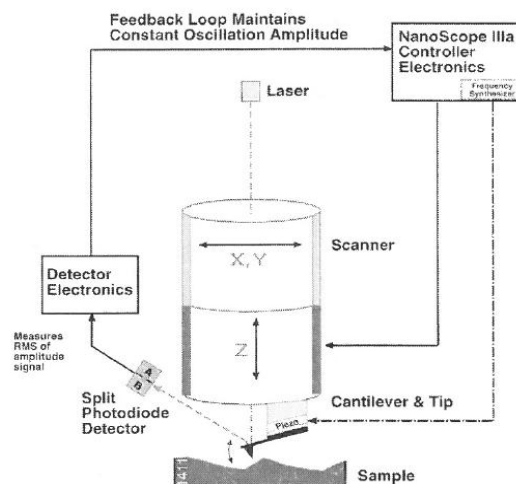 Feedback Loop Maintains
Constant Oscillation Amplitude
NanoScope IIIa
Controller
Electronics
Frequency
Synthesizer
Laser
X, Y
Scanner
Detector
Electronics
Z
Measures
RMS of
amplitude
signal
A
B
Split
Photodiode
Detector
Cantilever & Tip
Piezo
Sample